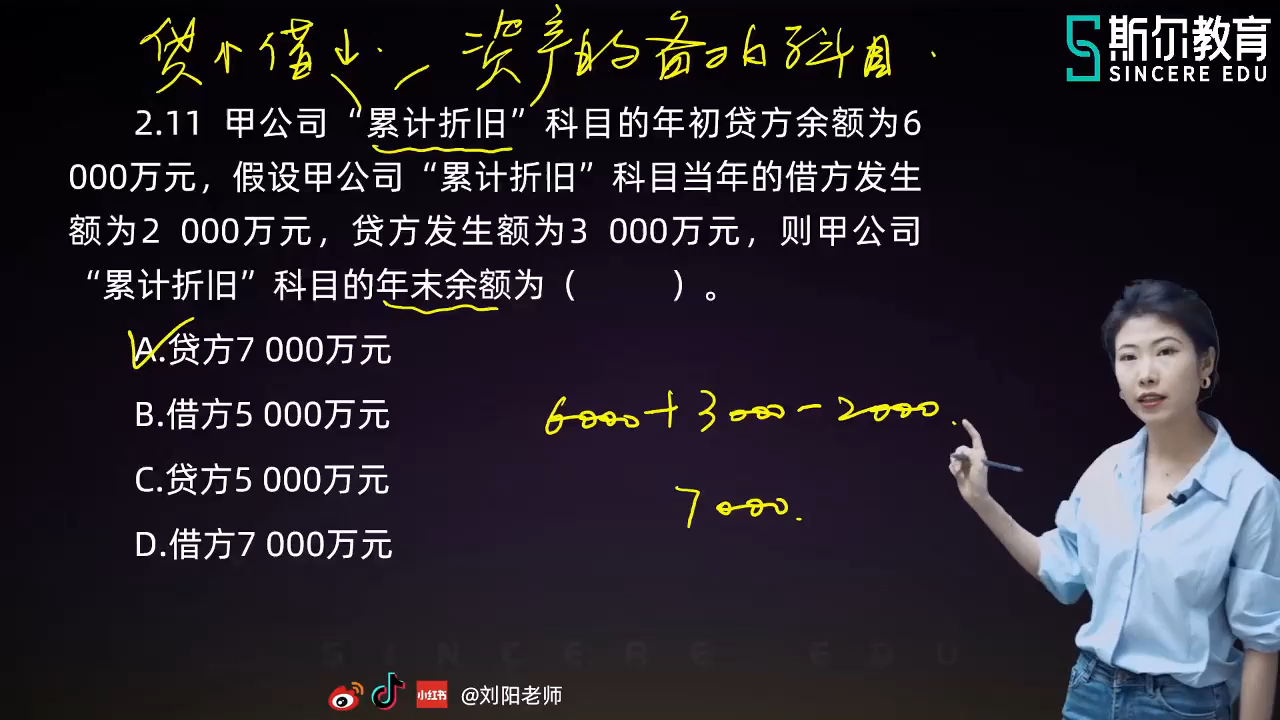 贷个借少. 资产的备抵科目.
斯尔教育
SINCERE EDU
2.11 甲公司“累计折旧”科目的年初贷方余额为6
000万元，假设甲公司“累计折旧”科目当年的借方发生
额为2 000万元，贷方发生额为3 000万元，则甲公司
“累计折旧”科目的年末余额为（ ）。
A.贷方7 000万元
B.借方5 000万元
C.贷方5 000万元
D.借方7 000万元
6000+3000-2000.
7000.
SINCERE EDU
小红书
@刘阳老师